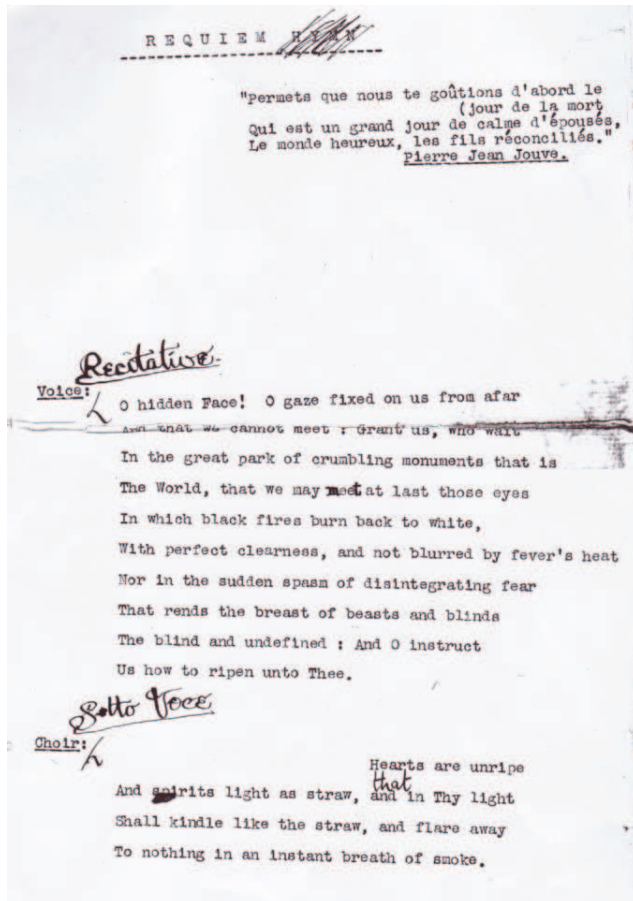 REQUIEM HYMN
"Permets que nous te goûtions d'abord le
(jour de la mort
Qui est un grand jour de calme d'épousés,
Le monde heureux, les fils réconciliés."
Pierre Jean Jouve.
Recitative
Voice:
O hidden Face!  O gaze fixed on us from afar
And that we cannot meet : Grant us, who wait
In the great park of crumbling monuments that is
The World, that we may meet at last those eyes
In which black fires burn back to white,
With perfect clearness, and not blurred by fever's heat
Nor in the sudden spasm of disintegrating fear
That rends the breast of beasts and blinds
The blind and undefined : And O instruct
Us how to ripen unto Thee.
Sotto Voce
Choir:
Hearts are unripe
that
And spirits light as straw, and in Thy light
Shall kindle like the straw, and flare away
To nothing in an instant breath of smoke.